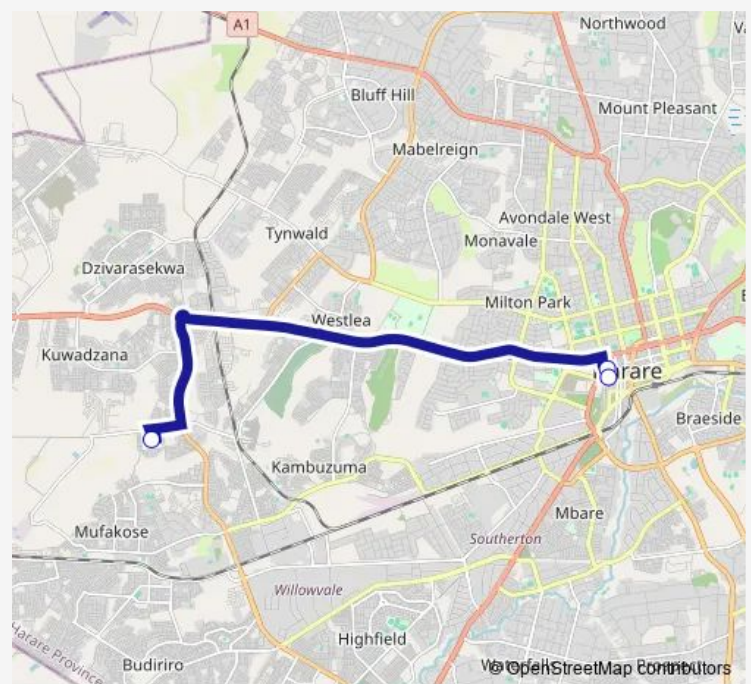 Northwood
A1
Bluff Hill
Mount Pleasant
Mabelreign
Avondale West
Tynwald
Monavale
Dzivarasekwa
Milton Park
Westlea
Kuwadzana
Harare
Braeside
Kambuzuma
Mbare
Mufakose
Southerton
Willowvale
Highfield
Harare Province
Budiriro
© OpenStreetMap contributors